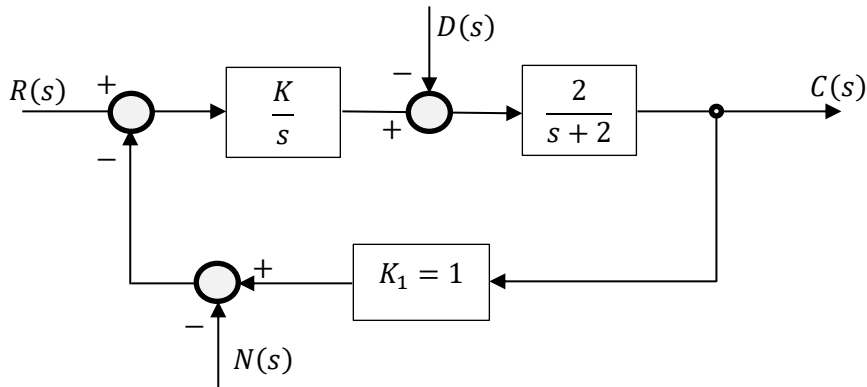 D(s)
R(s)
+
−
K
s
−
+
2
s + 2
C(s)
K₁ = 1
+
−
N(s)